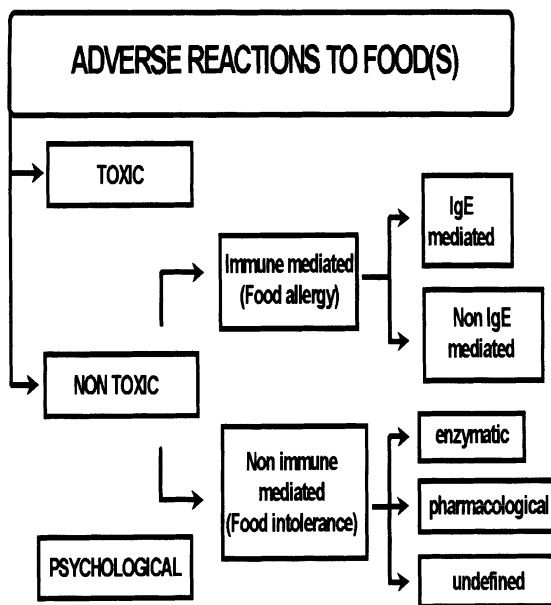 ADVERSE REACTIONS TO FOOD(S)
TOXIC
IgE
mediated
Immune mediated
(Food allergy)
Non IgE
mediated
NON TOXIC
enzymatic
Non immune
mediated
(Food intolerance)
pharmacological
PSYCHOLOGICAL
undefined